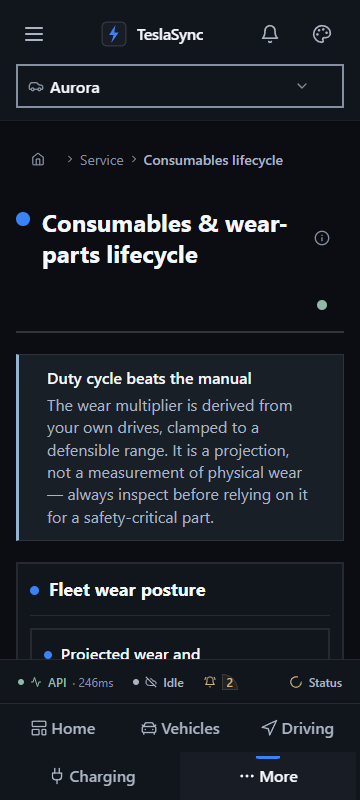 TeslaSync
Aurora
Service
Consumables lifecycle
Consumables & wear-
parts lifecycle
Duty cycle beats the manual
The wear multiplier is derived from
your own drives, clamped to a
defensible range. It is a projection,
not a measurement of physical wear
— always inspect before relying on it
for a safety-critical part.
Fleet wear posture
Projected wear and
API · 246ms
Idle
2
Status
Home
Vehicles
Driving
Charging
More